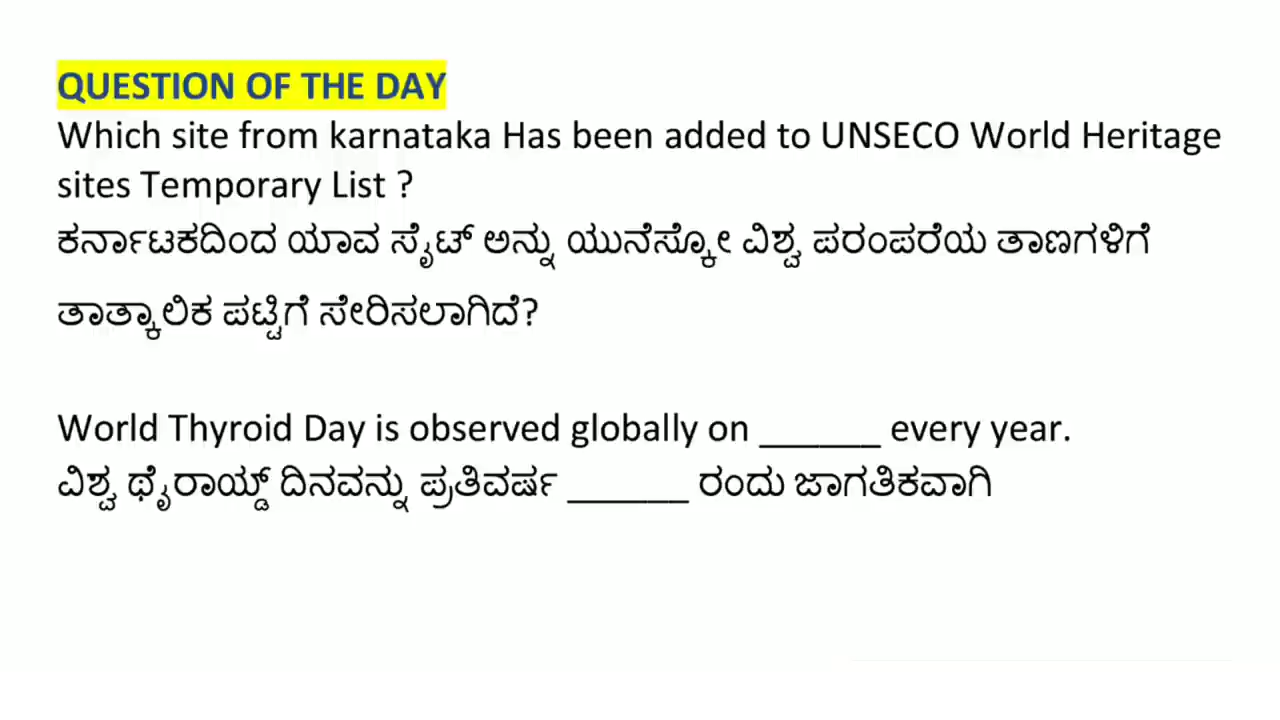 QUESTION OF THE DAY
Which site from karnataka Has been added to UNSECO World Heritage
sites Temporary List ?
ಕರ್ನಾಟಕದಿಂದ ಯಾವ ಸೈಟ್ ಅನ್ನು ಯುನೆಸ್ಕೋ ವಿಶ್ವ ಪರಂಪರೆಯ ತಾಣಗಳಿಗೆ
ತಾತ್ಕಾಲಿಕ ಪಟ್ಟಿಗೆ ಸೇರಿಸಲಾಗಿದೆ?
World Thyroid Day is observed globally on ______ every year.
ವಿಶ್ವ ಥೈರಾಯ್ಡ್ ದಿನವನ್ನು ಪ್ರತಿವರ್ಷ ______ ರಂದು ಜಾಗತಿಕವಾಗಿ